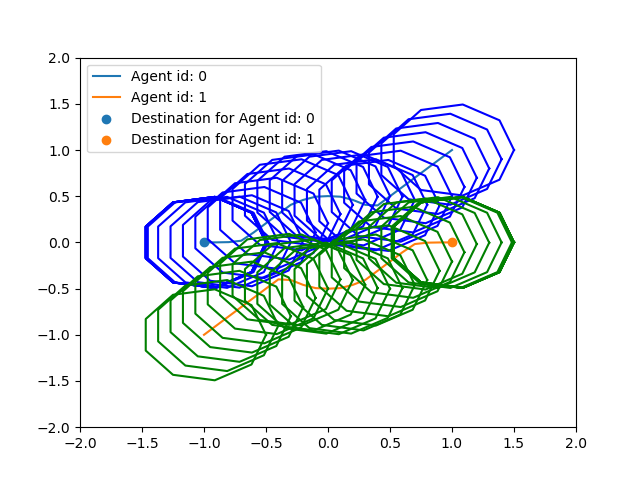 Agent id: 0
Agent id: 1
Destination for Agent id: 0
Destination for Agent id: 1
2.0
1.5
1.0
0.5
0.0
−0.5
−1.0
−1.5
−2.0
−2.0 −1.5 −1.0 −0.5 0.0 0.5 1.0 1.5 2.0